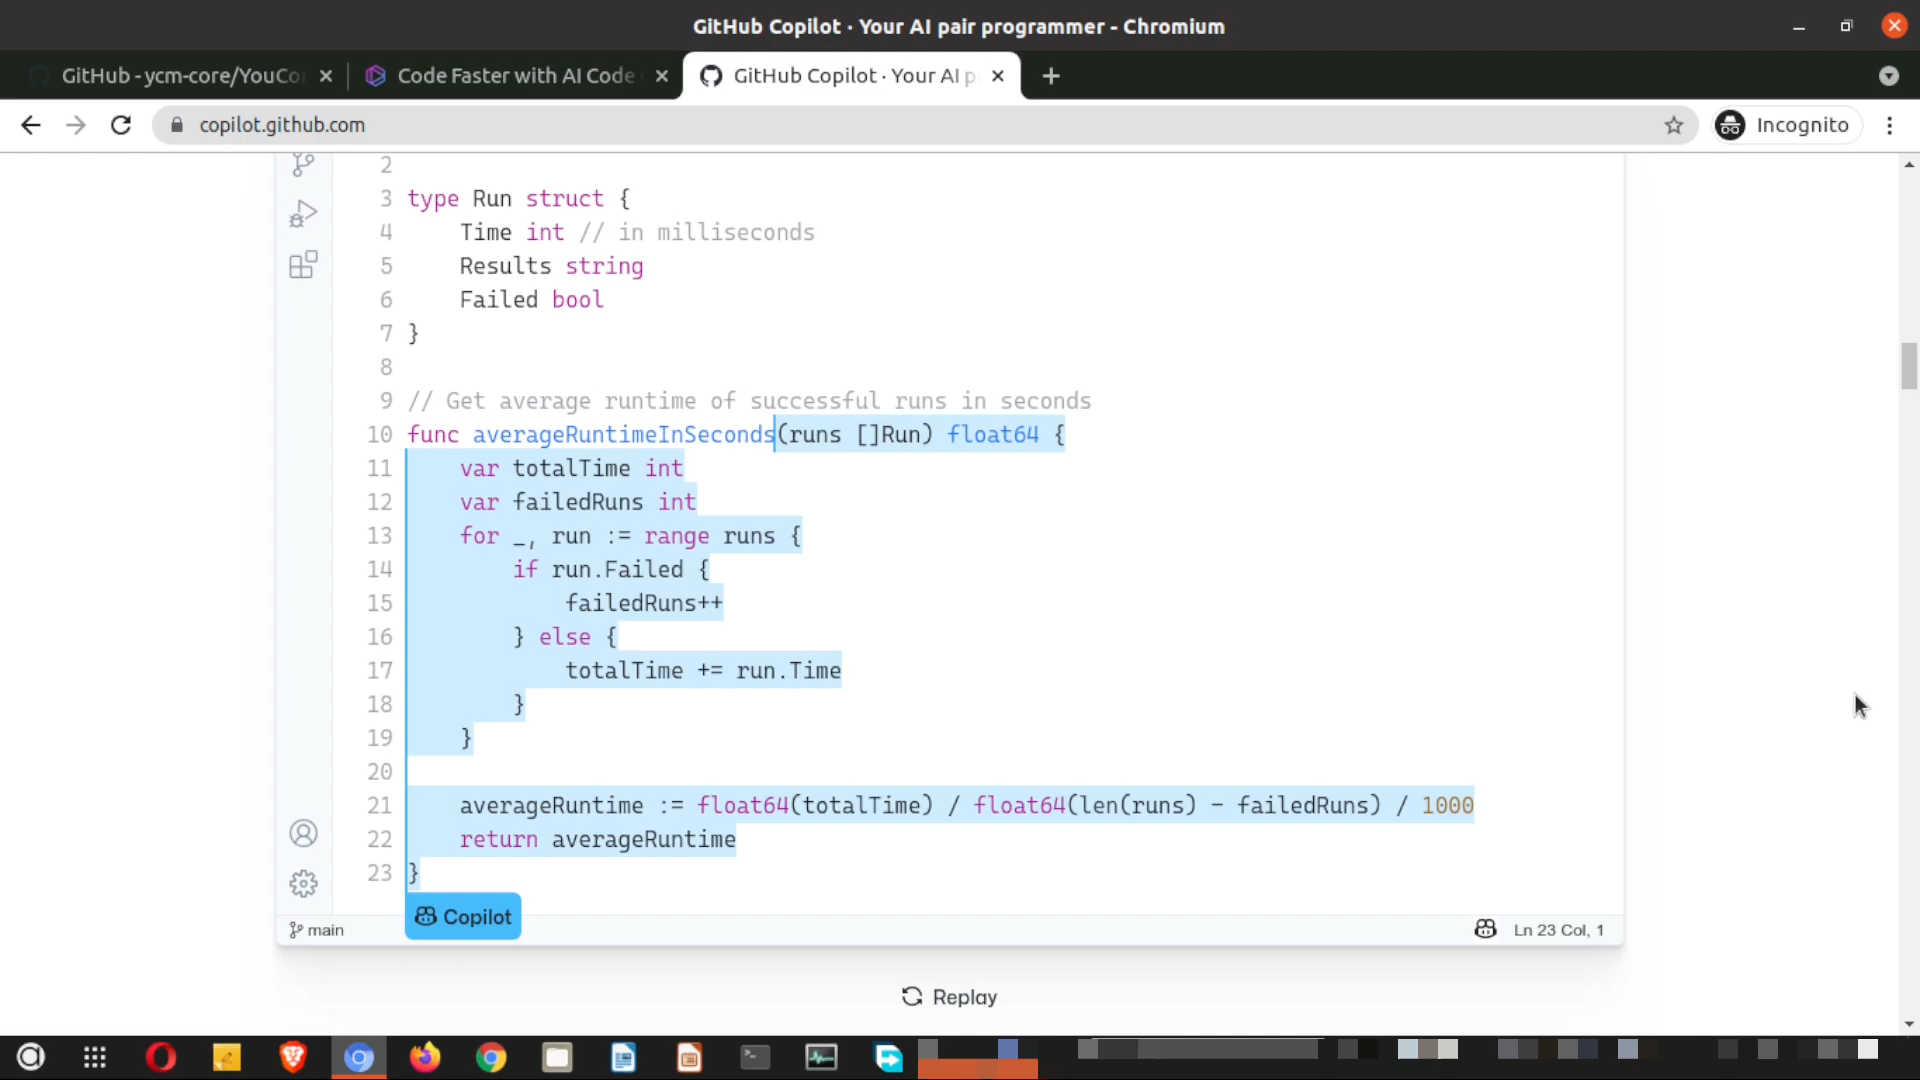 GitHub Copilot · Your AI pair programmer - Chromium
GitHub - ycm-core/YouCo
Code Faster with AI Code
GitHub Copilot · Your AI p
copilot.github.com
Incognito
2
3 type Run struct {
4 Time int // in milliseconds
5 Results string
6 Failed bool
7 }
8
9 // Get average runtime of successful runs in seconds
10 func averageRuntimeInSeconds(runs []Run) float64 {
11 var totalTime int
12 var failedRuns int
13 for _, run := range runs {
14 if run.Failed {
15 failedRuns++
16 } else {
17 totalTime += run.Time
18 }
19 }
20
21 averageRuntime := float64(totalTime) / float64(len(runs) - failedRuns) / 1000
22 return averageRuntime
23 }
Copilot
main
Ln 23 Col, 1
Replay